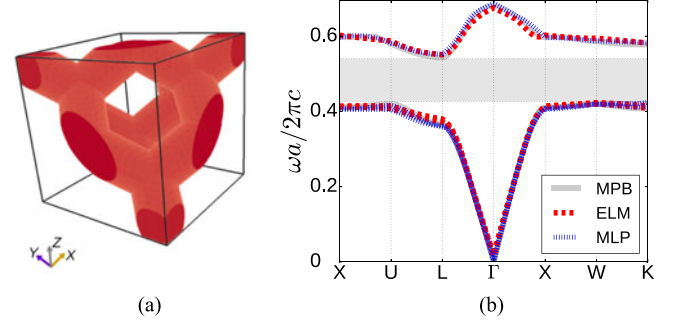 (a)
Z
Y
X
ωa/2πc
0.6
0.4
0.2
0
MPB
ELM
MLP
X U L Γ X W K
(b)